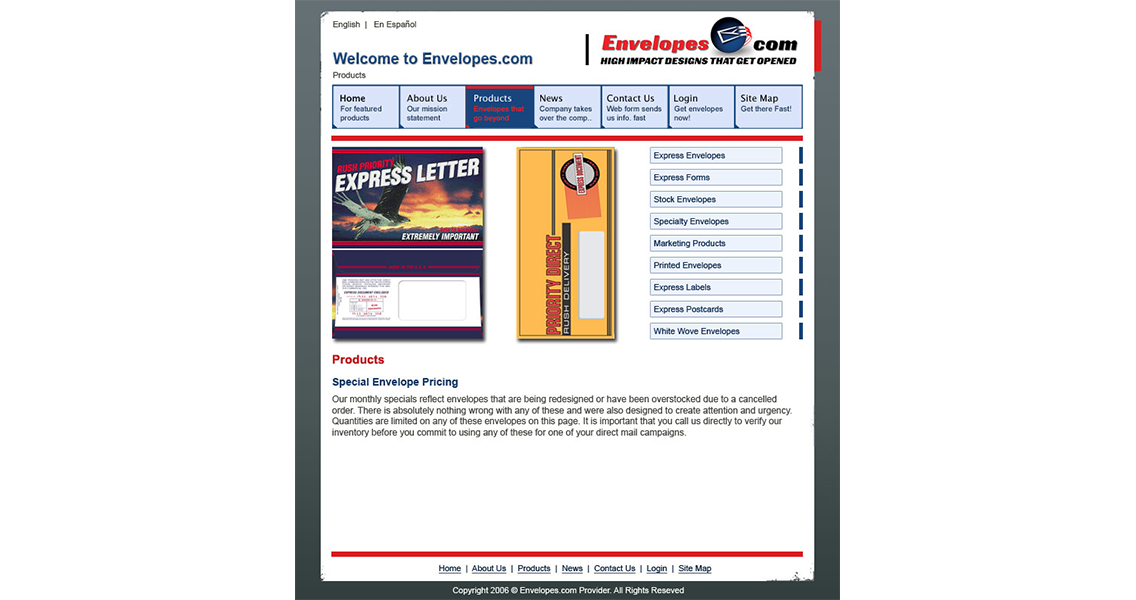 English | En Español
Envelopes com
HIGH IMPACT DESIGNS THAT GET OPENED
Welcome to Envelopes.com
Products
Home
For featured
products
About Us
Our mission
statement
Products
Envelopes that
go beyond
News
Company takes
over the comp..
Contact Us
Web form sends
us info. fast
Login
Get envelopes
now!
Site Map
Get there Fast!
RUSH PRIORITY
EXPRESS LETTER
EXTREMELY IMPORTANT
EXPRESS DOCUMENT ENCLOSED
EXPRESS DOCUMENT
PRIORITY DIRECT
RUSH DELIVERY
Express Envelopes
Express Forms
Stock Envelopes
Specialty Envelopes
Marketing Products
Printed Envelopes
Express Labels
Express Postcards
White Wove Envelopes
Products
Special Envelope Pricing
Our monthly specials reflect envelopes that are being redesigned or have been overstocked due to a cancelled
order. There is absolutely nothing wrong with any of these and were also designed to create attention and urgency.
Quantities are limited on any of these envelopes on this page. It is important that you call us directly to verify our
inventory before you commit to using any of these for one of your direct mail campaigns.
Home | About Us | Products | News | Contact Us | Login | Site Map
Copyright 2006 © Envelopes.com Provider. All Rights Reseved